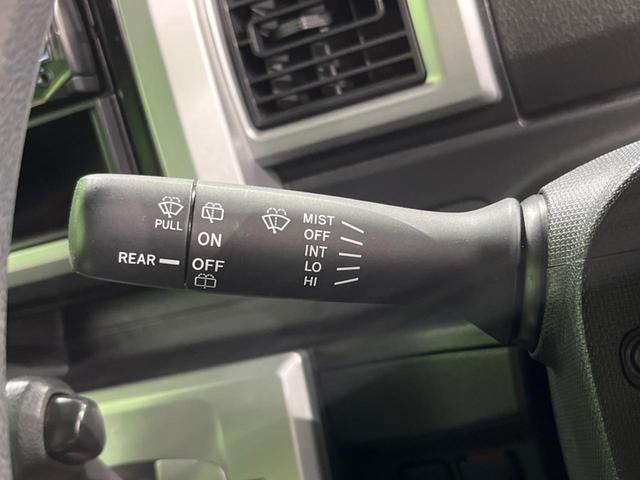 PULL
REAR
ON
OFF
MIST
OFF
INT
LO
HI